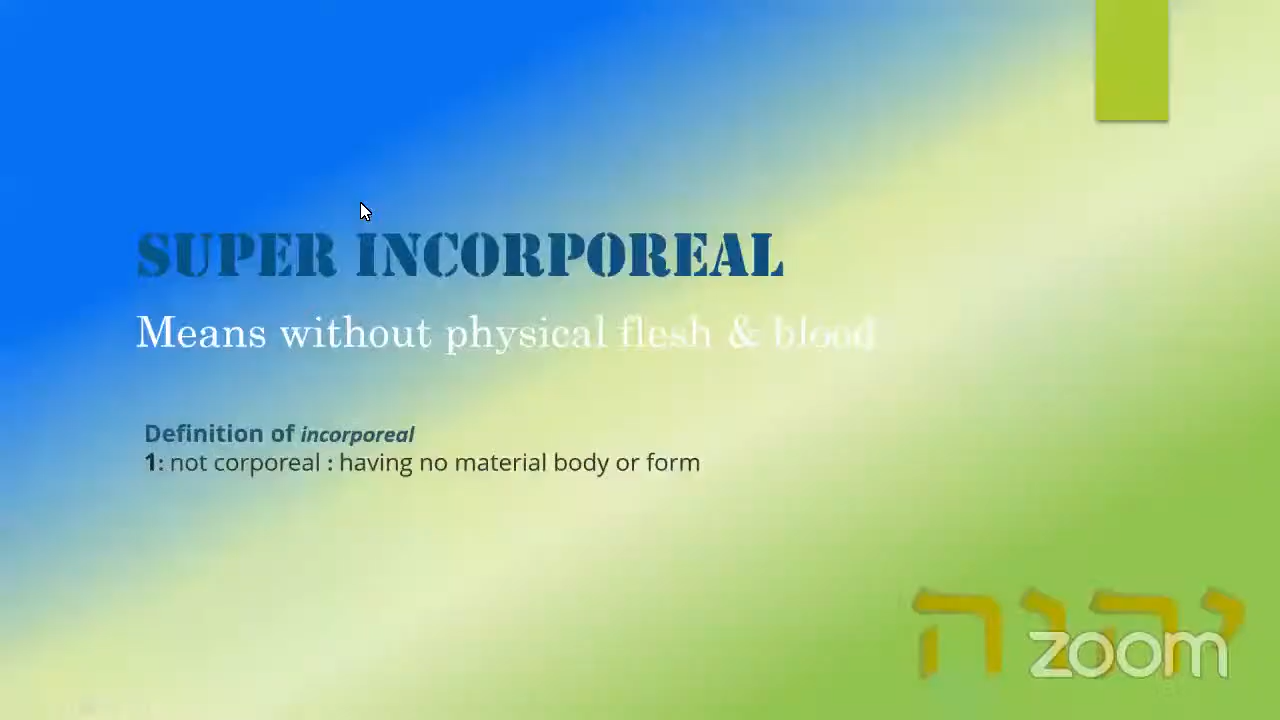 SUPER INCORPOREAL
Means without physical flesh & blood
Definition of incorporeal
1: not corporeal : having no material body or form
יהוה
zoom